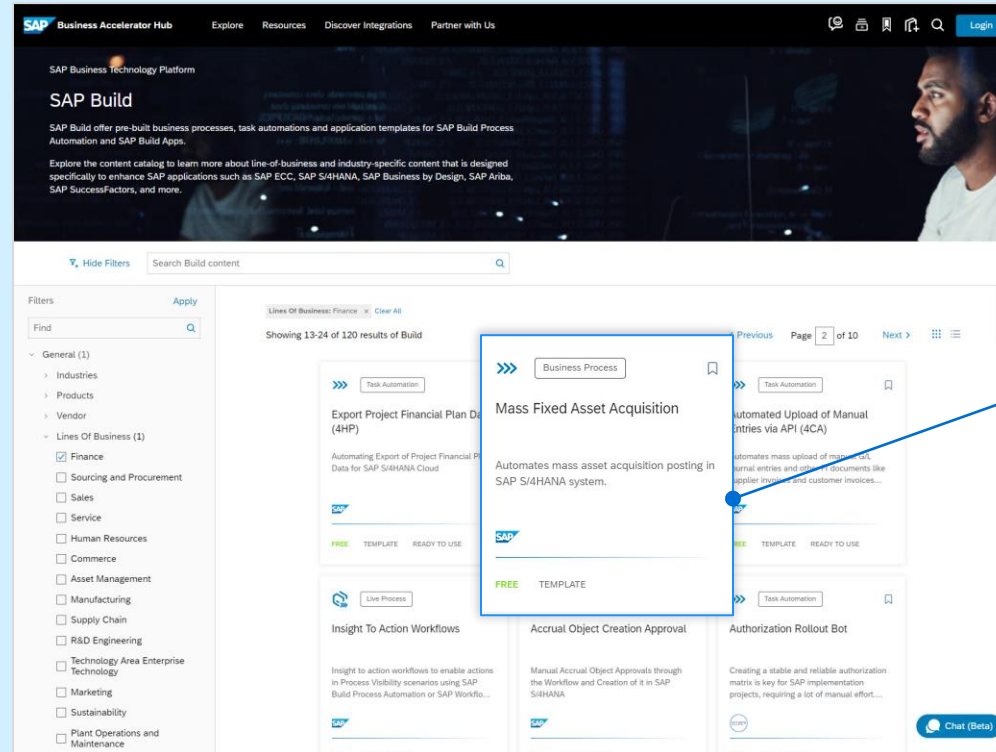 SAP Business Accelerator Hub Explore Resources Discover Integrations Partner with Us Login
SAP Business Technology Platform
SAP Build
SAP Build offer pre-built business processes, task automations and application templates for SAP Build Process
Automation and SAP Build Apps.
Explore the content catalog to learn more about line-of-business and industry-specific content that is designed
specifically to enhance SAP applications such as SAP ECC, SAP S/4HANA, SAP Business by Design, SAP Ariba,
SAP SuccessFactors, and more.
Hide Filters
Search Build content
Filters Apply
Find
General (1)
Industries
Products
Vendor
Lines Of Business (1)
Finance
Sourcing and Procurement
Sales
Service
Human Resources
Commerce
Asset Management
Manufacturing
Supply Chain
R&D Engineering
Technology Area Enterprise
Technology
Marketing
Sustainability
Plant Operations and
Maintenance
Lines Of Business: Finance x Clear All
Showing 13-24 of 120 results of Build
Previous Page 2 of 10 Next >
Task Automation
Export Project Financial Plan Da
(4HP)
Automating Export of Project Financial Pl
Data for SAP S/4HANA Cloud
SAP
FREE TEMPLATE READY TO USE
Business Process
Mass Fixed Asset Acquisition
Automates mass asset acquisition posting in
SAP S/4HANA system.
SAP
FREE TEMPLATE
Task Automation
Automated Upload of Manual
Entries via API (4CA)
automates mass upload of manual G/L
journal entries and other FI documents like
supplier invoices and customer invoices...
SAP
FREE TEMPLATE READY TO USE
Live Process
Insight To Action Workflows
Insight to action workflows to enable actions
in Process Visibility scenarios using SAP
Build Process Automation or SAP Workflo...
SAP
Accrual Object Creation Approval
Manual Accrual Object Approvals through
the Workflow and Creation of it in SAP
S/4HANA
SAP
Task Automation
Authorization Rollout Bot
Creating a stable and reliable authorization
matrix is key for SAP implementation
projects, requiring a lot of manual effort....
Chat (Beta)